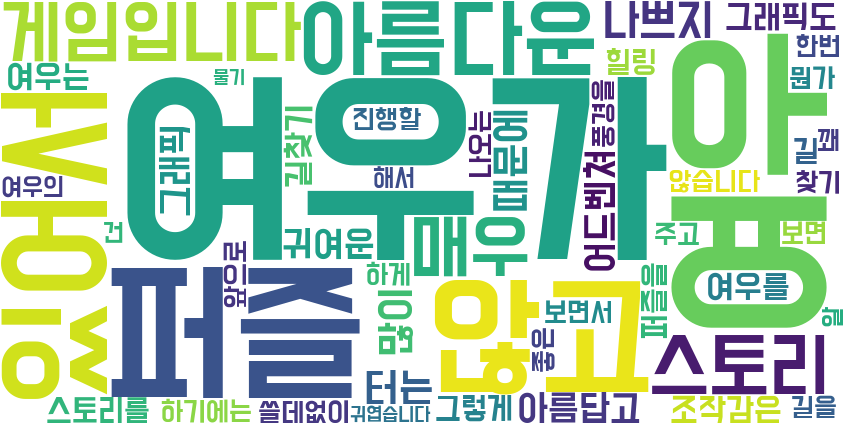 게임입니다
아름다운
나쁘지
그래픽도
한번
여우는
물기
힐링
뭔가
여우가
진행할
그래픽
길찾기
나오는
때문에
풍경을
아
길
꽤
여우의
해서
매우
어드벤쳐
않습니다
찾기
건
귀여운
주고
보면
있어서
앞으로
하게
퍼즐을
여우를
퍼즐
많이
않고
보면서
할
좋은
스토리
터는
스토리를
하기에는
쓸데없이
귀엽습니다
그렇게
아름답고
조작감은
길을